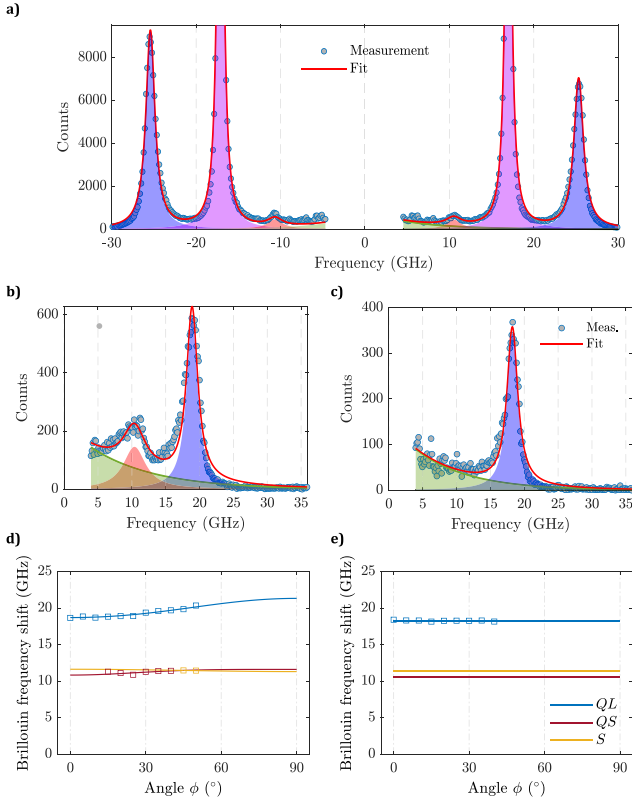 a)
8000
6000
4000
2000
0
Counts
Measurement
Fit
-30
-20
-10
0
10
20
30
Frequency (GHz)
b)
600
400
200
0
Counts
0
5
10
15
20
25
30
35
Frequency (GHz)
c)
400
300
200
100
0
Counts
Meas.
Fit
0
5
10
15
20
25
30
35
Frequency (GHz)
d)
25
20
15
10
5
0
Brillouin frequency shift (GHz)
0
30
60
90
Angle ϕ (°)
e)
25
20
15
10
5
0
Brillouin frequency shift (GHz)
QL
QS
S
0
30
60
90
Angle ϕ (°)